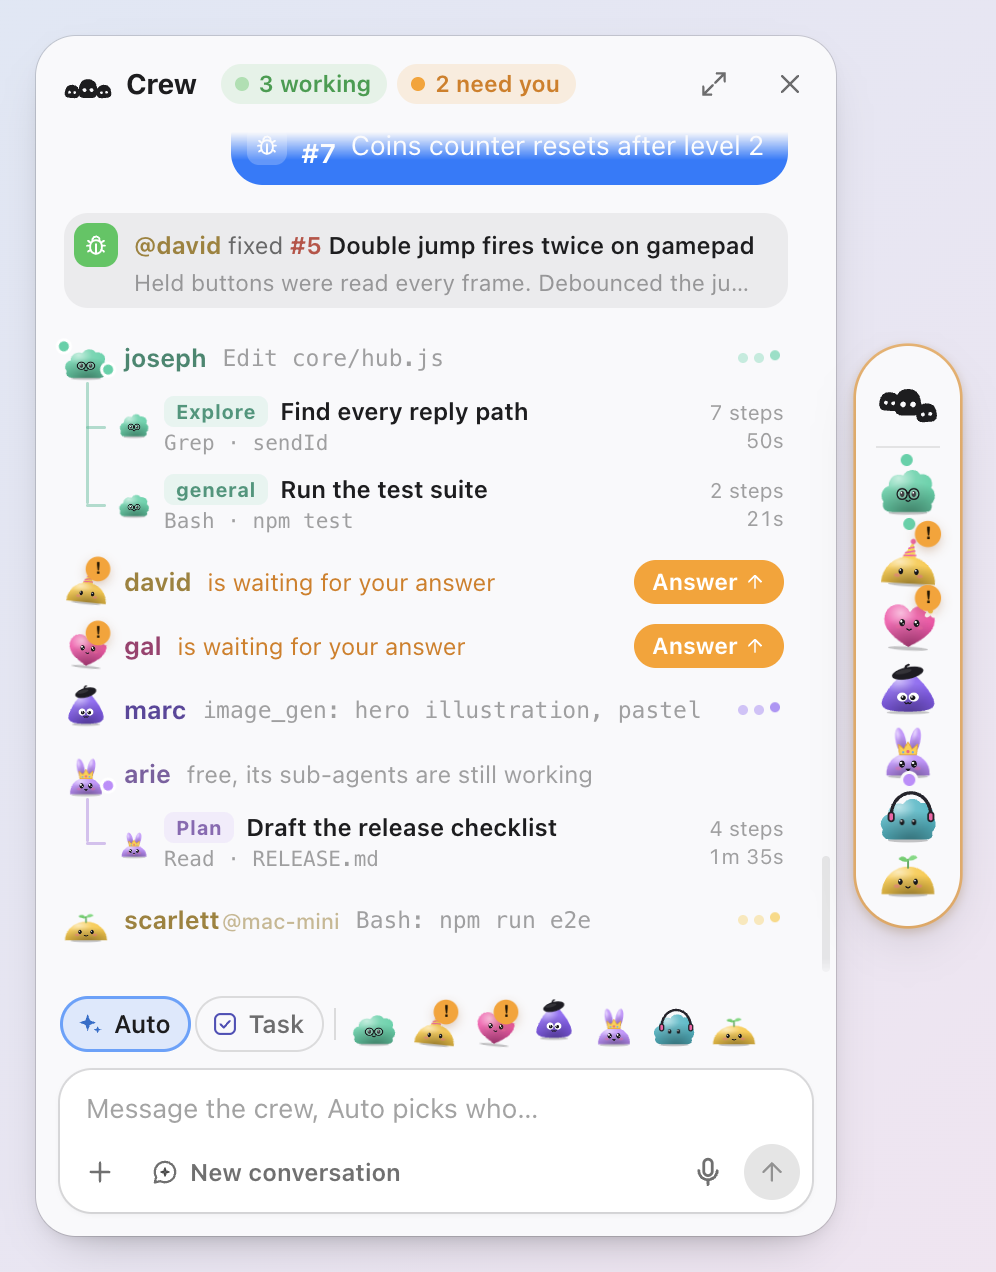 Crew
3 working
2 need you
#7 Coins counter resets after level 2
@david fixed #5 Double jump fires twice on gamepad
Held buttons were read every frame. Debounced the ju...
joseph Edit core/hub.js
Explore Find every reply path 7 steps
Grep · sendId 50s
general Run the test suite 2 steps
Bash · npm test 21s
! david is waiting for your answer Answer ↑
! gal is waiting for your answer Answer ↑
marc image_gen: hero illustration, pastel
arie free, its sub-agents are still working
Plan Draft the release checklist 4 steps
Read · RELEASE.md 1m 35s
scarlett@mac-mini Bash: npm run e2e
Auto Task ! !
Message the crew, Auto picks who...
New conversation
!
!